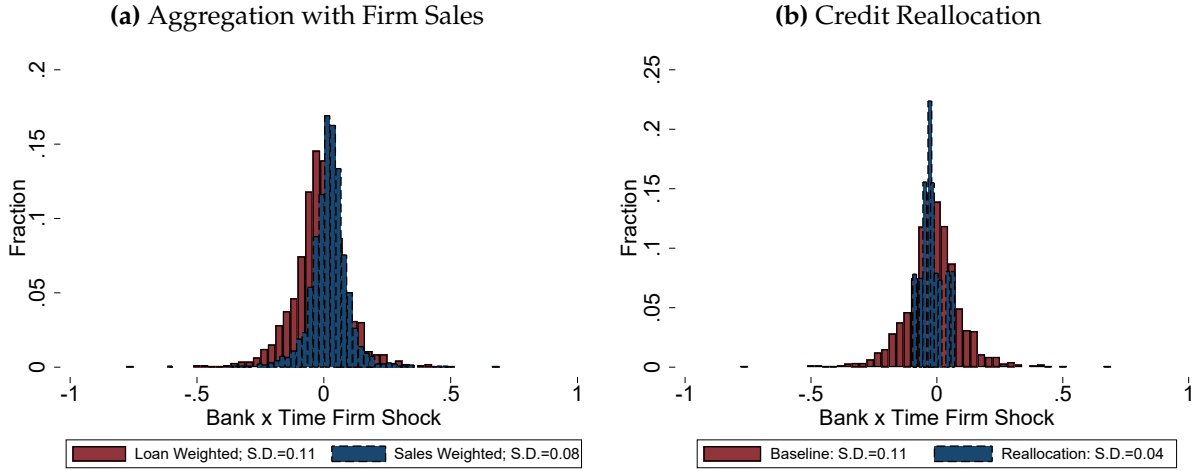 (a) Aggregation with Firm Sales
.2
.15
.1
.05
0
Fraction
-1
-.5
0
.5
1
Bank x Time Firm Shock
Loan Weighted; S.D.=0.11
Sales Weighted; S.D.=0.08
(b) Credit Reallocation
.25
.2
.15
.1
.05
0
Fraction
-1
-.5
0
.5
1
Bank x Time Firm Shock
Baseline: S.D.=0.11
Reallocation: S.D.=0.04